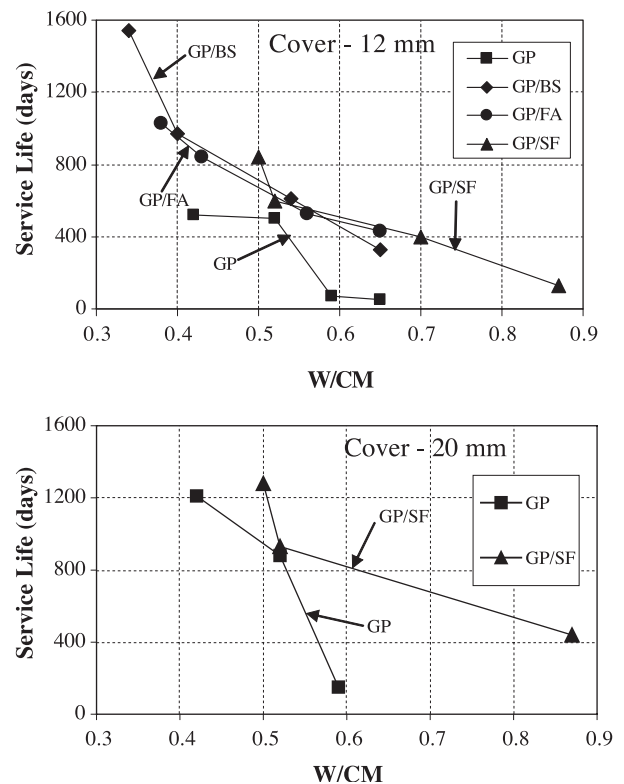 Cover - 12 mm
Service Life (days)
1600
1200
800
400
0
0.3 0.4 0.5 0.6 0.7 0.8 0.9
W/CM
GP
GP/BS
GP/FA
GP/SF
GP/BS
GP/FA
GP
GP/SF
Cover - 20 mm
Service Life (days)
1600
1200
800
400
0
0.3 0.4 0.5 0.6 0.7 0.8 0.9
W/CM
GP
GP/SF
GP/SF
GP